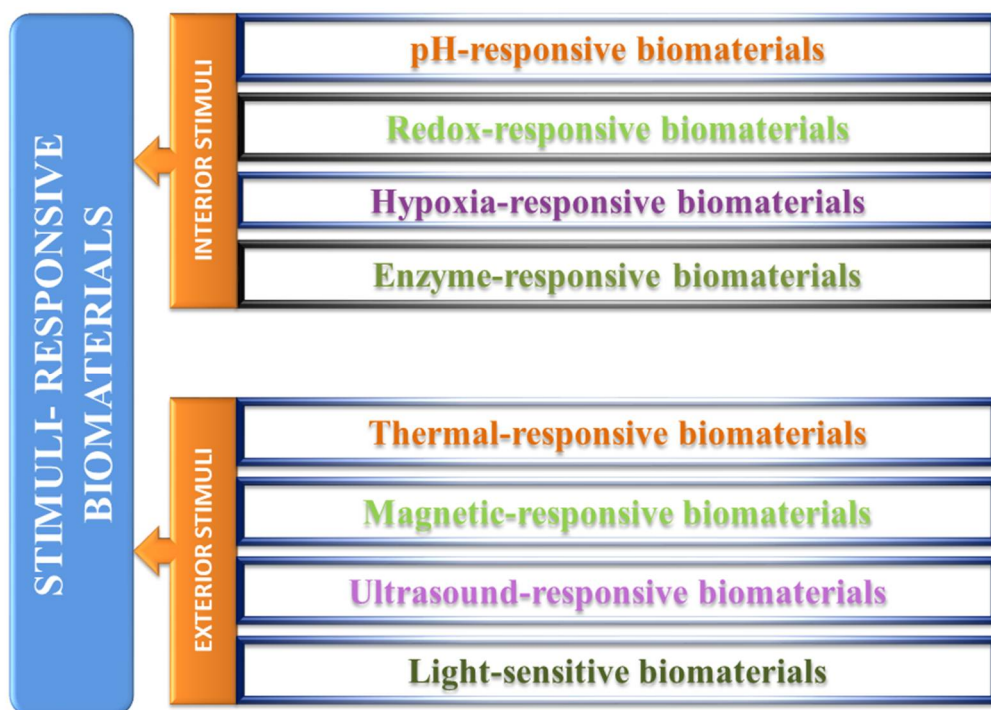 STIMULI- RESPONSIVE
BIOMATERIALS
INTERIOR STIMULI
pH-responsive biomaterials
Redox-responsive biomaterials
Hypoxia-responsive biomaterials
Enzyme-responsive biomaterials
EXTERIOR STIMULI
Thermal-responsive biomaterials
Magnetic-responsive biomaterials
Ultrasound-responsive biomaterials
Light-sensitive biomaterials